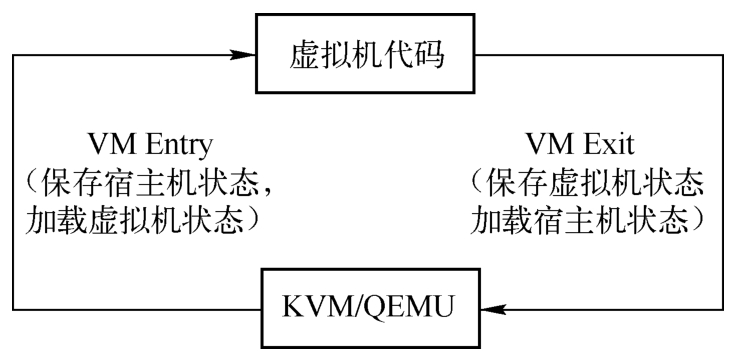 虚拟机代码
VM Entry
（保存宿主机状态，
加载虚拟机状态）
VM Exit
（保存虚拟机状态
加载宿主机状态）
KVM/QEMU